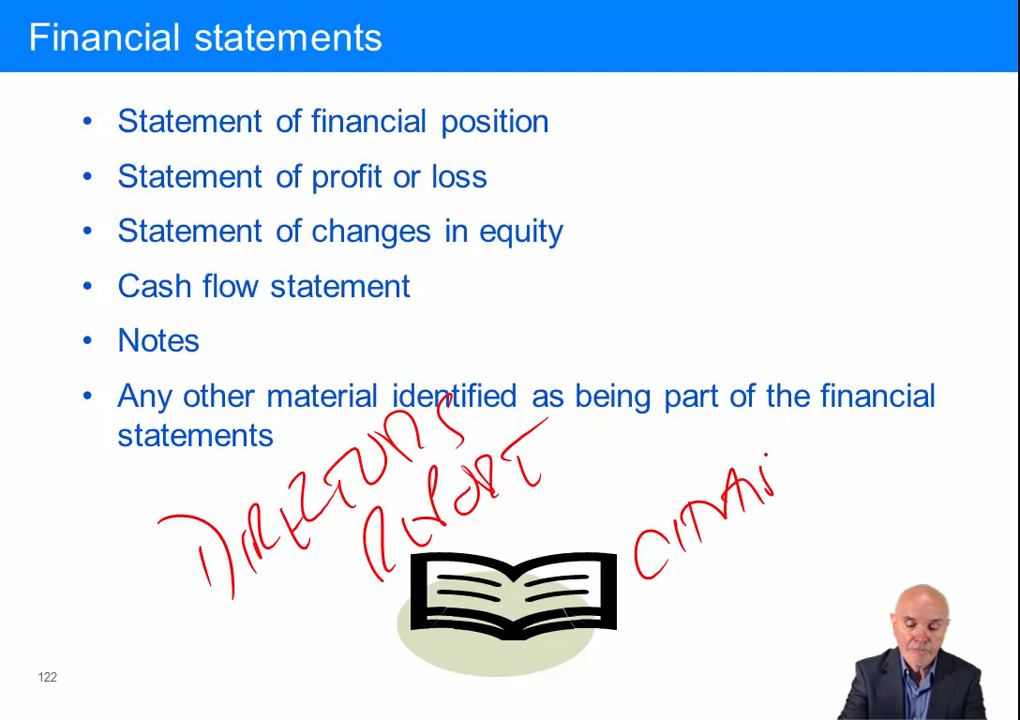 Financial statements
• Statement of financial position
• Statement of profit or loss
• Statement of changes in equity
• Cash flow statement
• Notes
• Any other material identified as being part of the financial
statements
DIRECTORS
REPORT
122